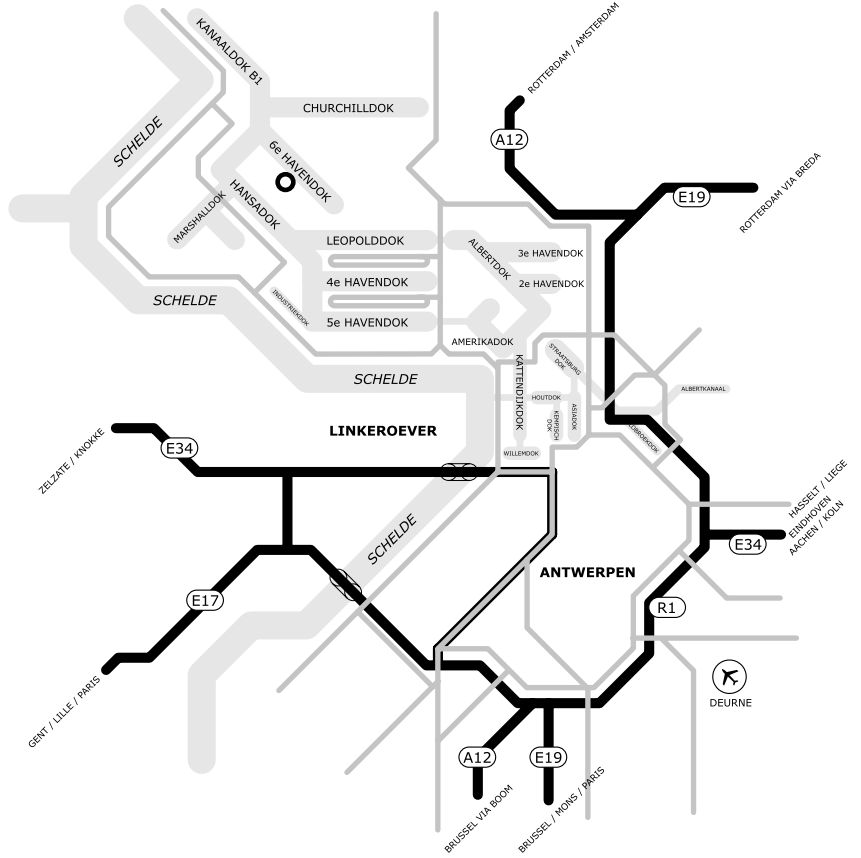 ROTTERDAM / AMSTERDAM
KANAALDOK B1
CHURCHILLDOK
A12
SCHELDE
6e HAVENDOK
ROTTERDAM VIA BREDA
E19
HANSADOK
MARSHALLDOK
LEOPOLDDOK
ALBERTDOK
3e HAVENDOK
4e HAVENDOK
2e HAVENDOK
SCHELDE
INDUSTRIEKDOK
5e HAVENDOK
AMERIKADOK
STRAATSBURG
DOK
SCHELDE
KATTENDIJKDOK
ALBERTKANAAL
HOUTDOK
KEMPISCH
DOK
ASIADOK
LINKEROEVER
WILLEMDOK
ZELZATE / KNOKKE
E34
HASSELT / LIEGE
EINDHOVEN
AACHEN / KOLN
SCHELDE
E34
ANTWERPEN
E17
R1
GENT / LILLE / PARIS
DEURNE
A12
E19
BRUSSEL VIA BOOM
BRUSSEL / MONS / PARIS